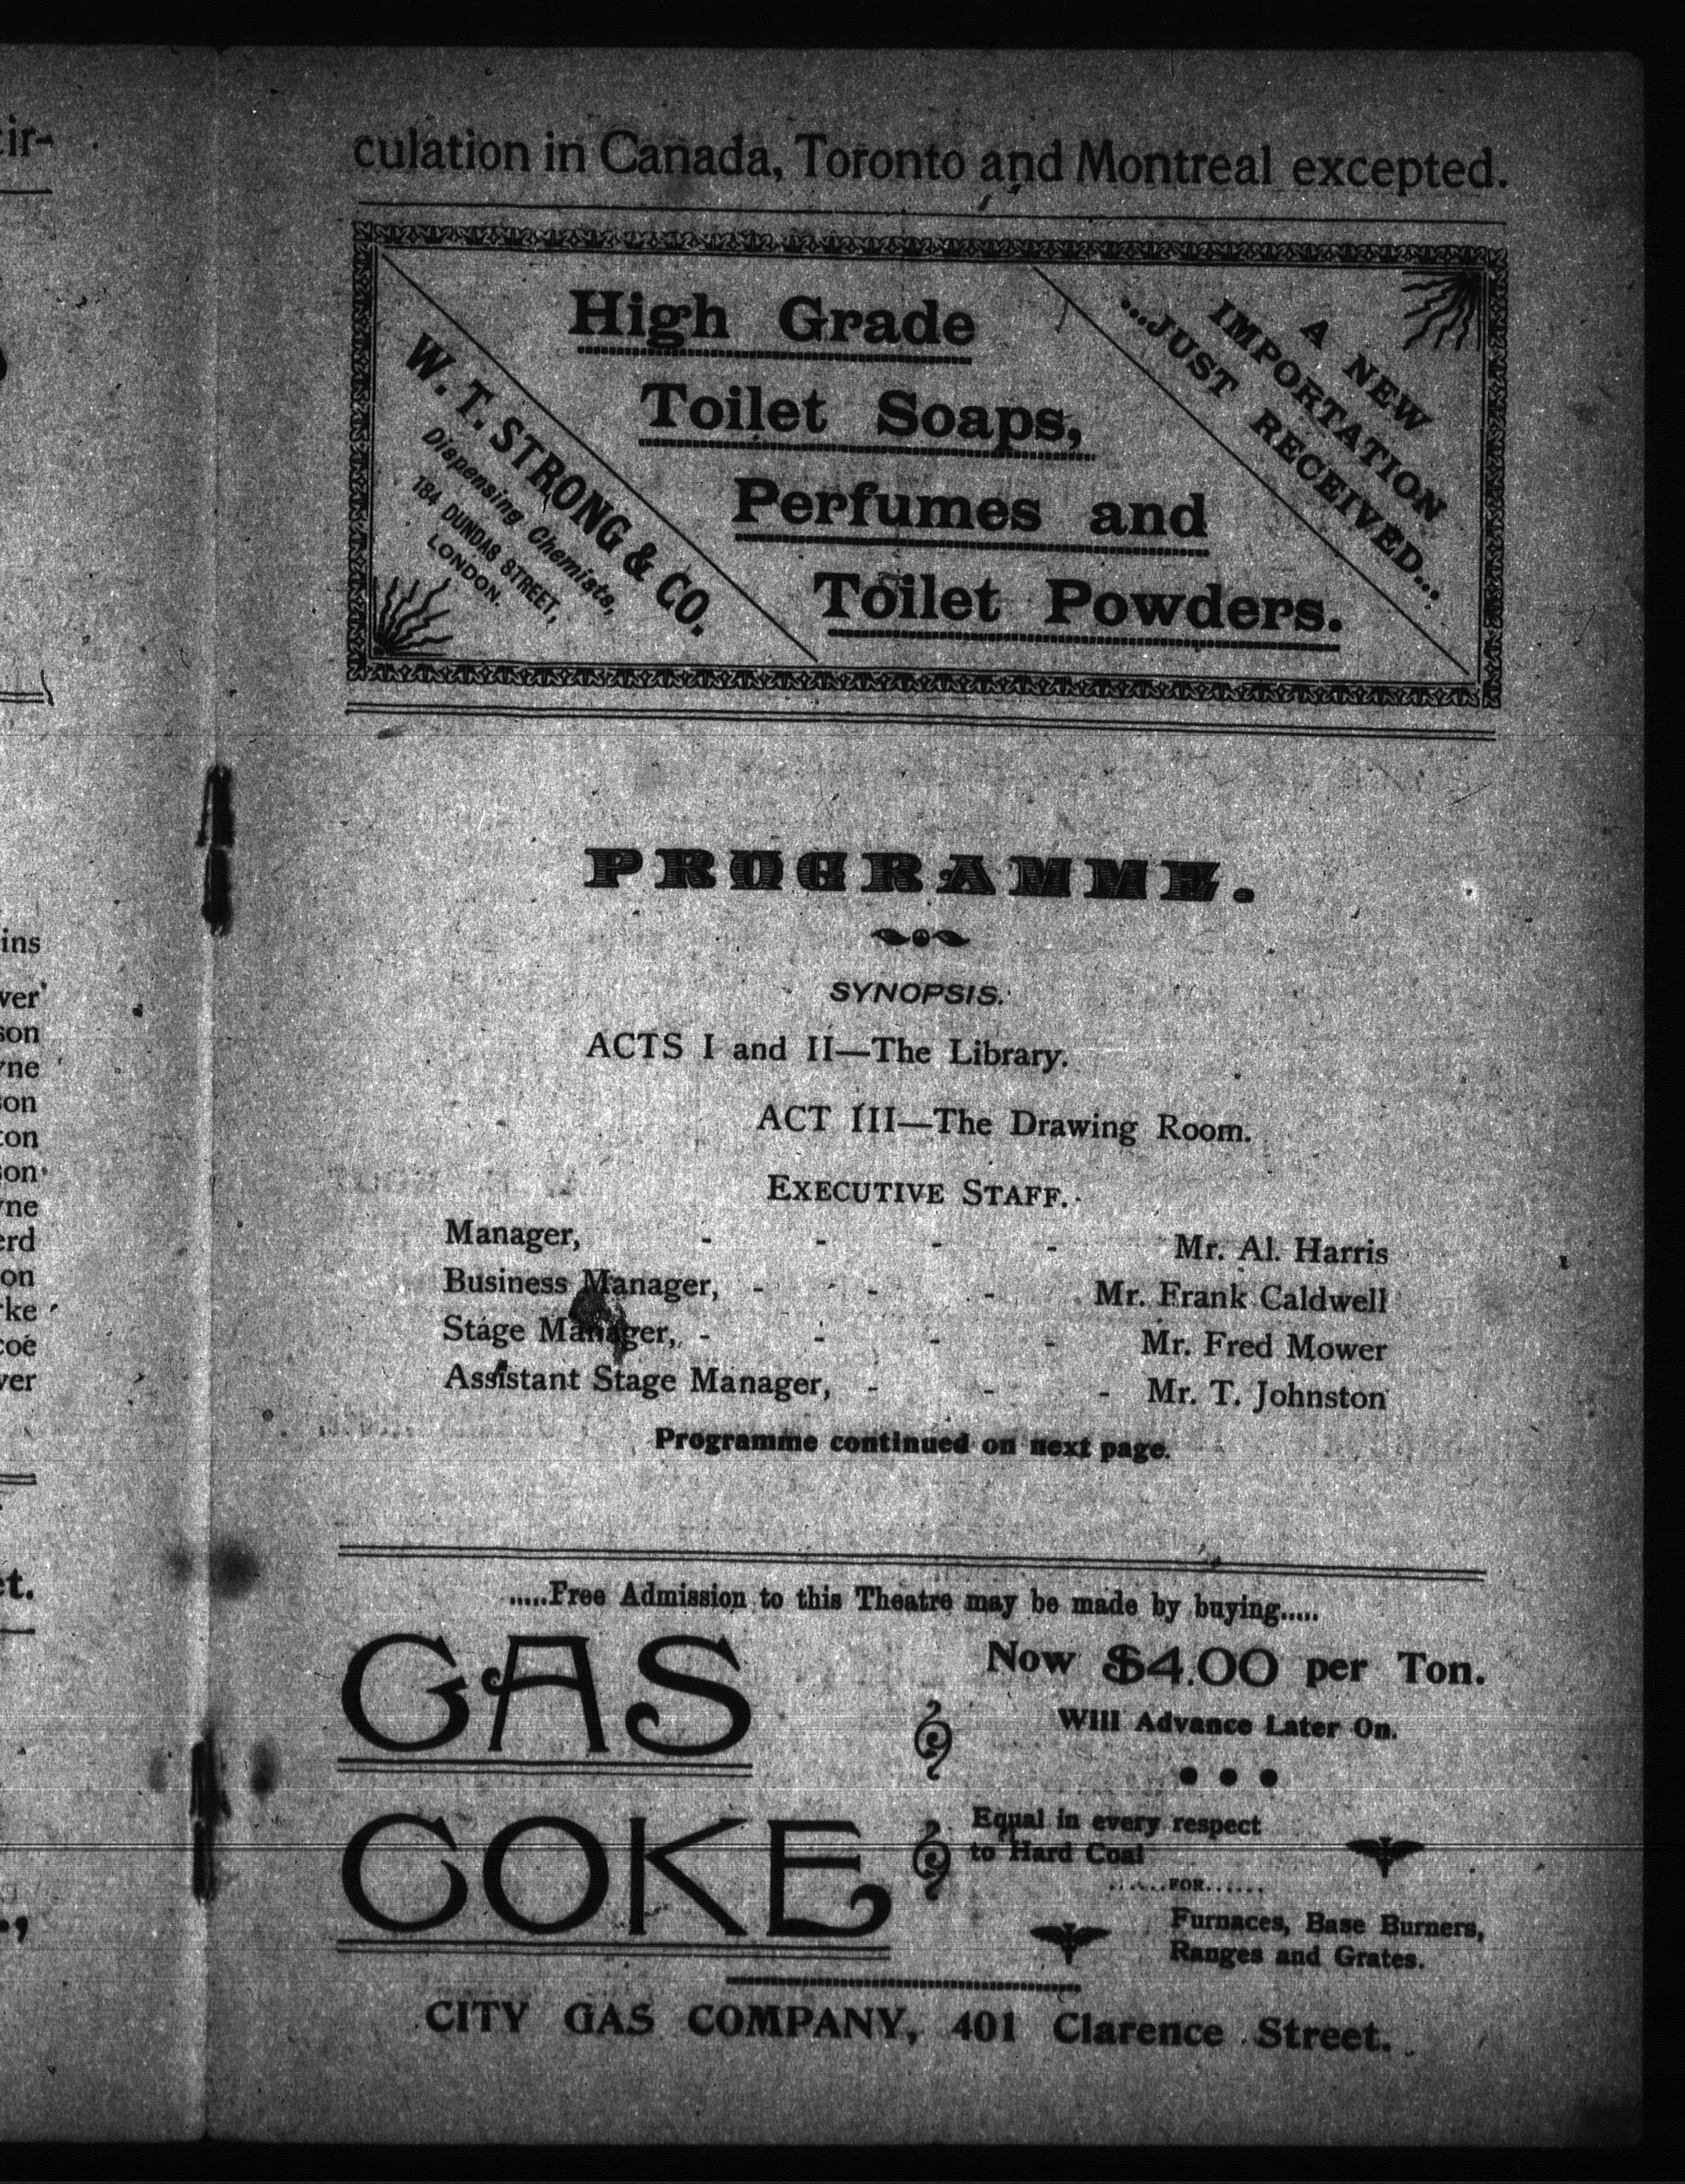 cir-
culation in Canada, Toronto and Montreal excepted.
High Grade
Toilet Soaps,
Perfumes and
Toilet Powders.
W. T. STRONG & CO.
Dispensing Chemists,
184 DUNDAS STREET,
LONDON.
A NEW
IMPORTATION
...JUST RECEIVED...
PROGRAMME.
SYNOPSIS.
ACTS I and II—The Library.
ACT III—The Drawing Room.
EXECUTIVE STAFF.
Manager, - - - - Mr. Al. Harris
Business Manager, - - - Mr. Frank Caldwell
Stage Manager, - - - - Mr. Fred Mower
Assistant Stage Manager, - - - Mr. T. Johnston
Programme continued on next page.
.....Free Admission to this Theatre may be made by buying.....
GAS
COKE
Now $4.00 per Ton.
Will Advance Later On.
Equal in every respect
to Hard Coal
......FOR......
Furnaces, Base Burners,
Ranges and Grates.
CITY GAS COMPANY, 401 Clarence Street.